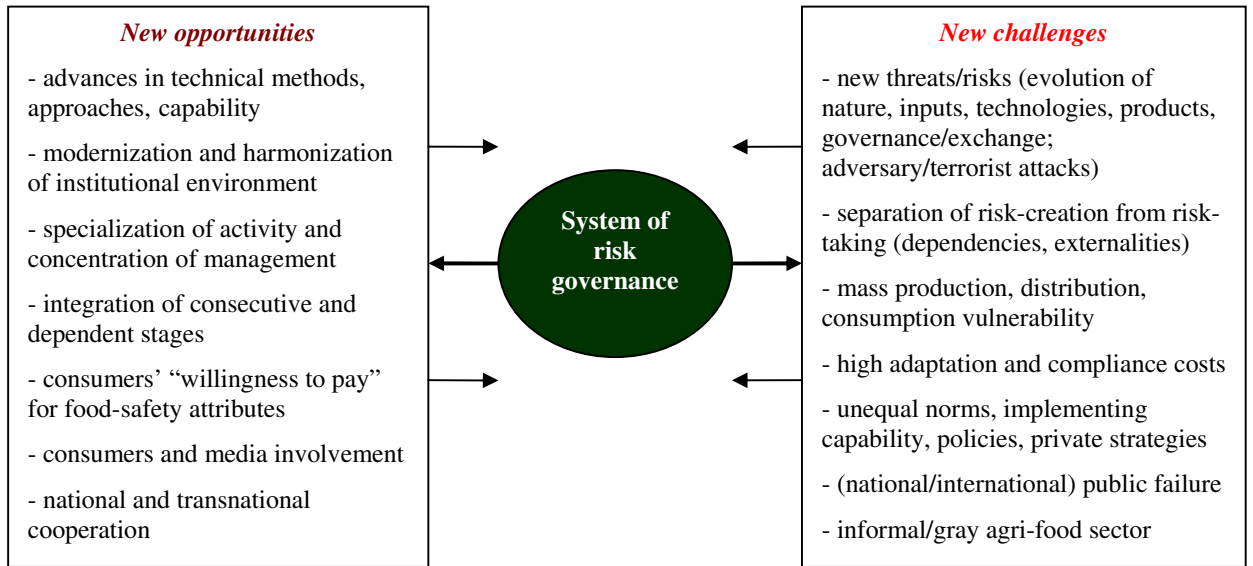 New opportunities
- advances in technical methods,
approaches, capability
- modernization and harmonization
of institutional environment
- specialization of activity and
concentration of management
- integration of consecutive and
dependent stages
- consumers’ “willingness to pay”
for food-safety attributes
- consumers and media involvement
- national and transnational
cooperation
System of
risk
governance
New challenges
- new threats/risks (evolution of
nature, inputs, technologies, products,
governance/exchange;
adversary/terrorist attacks)
- separation of risk-creation from risk-
taking (dependencies, externalities)
- mass production, distribution,
consumption vulnerability
- high adaptation and compliance costs
- unequal norms, implementing
capability, policies, private strategies
- (national/international) public failure
- informal/gray agri-food sector